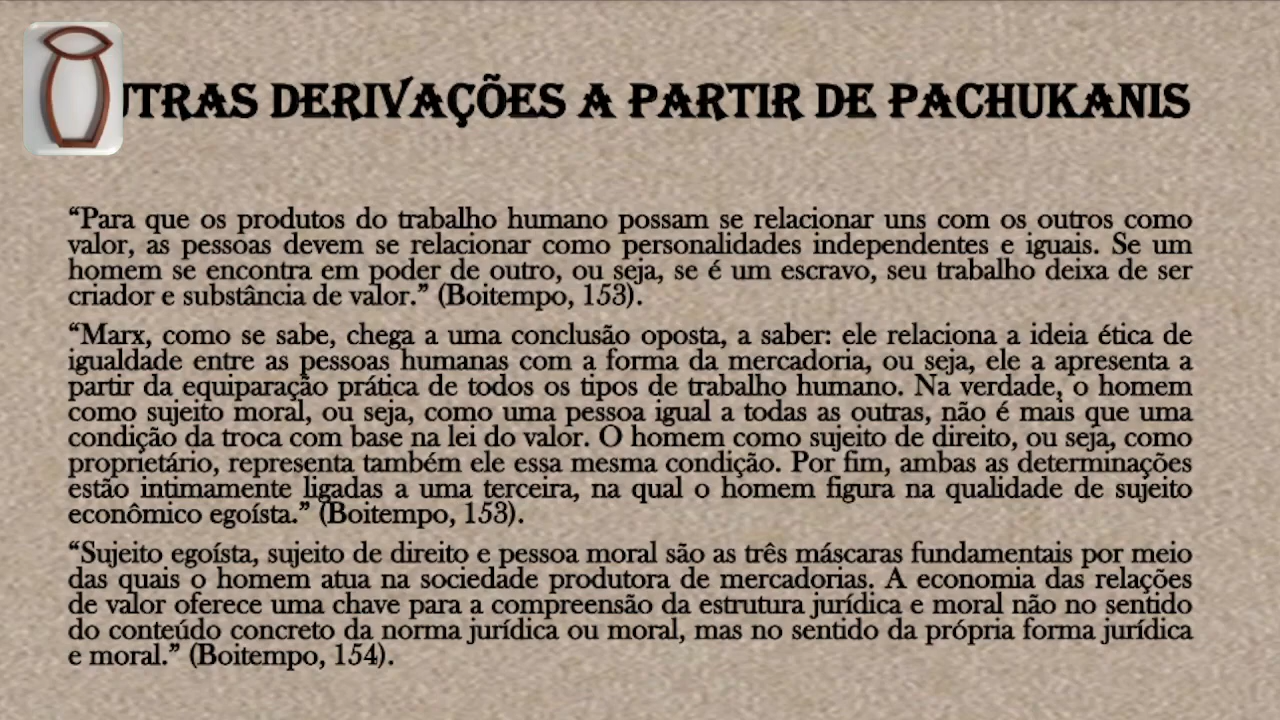 UTRAS DERIVAÇÕES A PARTIR DE PACHUKANIS
“Para que os produtos do trabalho humano possam se relacionar uns com os outros como
valor, as pessoas devem se relacionar como personalidades independentes e iguais. Se um
homem se encontra em poder de outro, ou seja, se é um escravo, seu trabalho deixa de ser
criador e substância de valor.” (Boitempo, 153).
“Marx, como se sabe, chega a uma conclusão oposta, a saber: ele relaciona a ideia ética de
igualdade entre as pessoas humanas com a forma da mercadoria, ou seja, ele a apresenta a
partir da equiparação prática de todos os tipos de trabalho humano. Na verdade, o homem
como sujeito moral, ou seja, como uma pessoa igual a todas as outras, não é mais que uma
condição da troca com base na lei do valor. O homem como sujeito de direito, ou seja, como
proprietário, representa também ele essa mesma condição. Por fim, ambas as determinações
estão intimamente ligadas a uma terceira, na qual o homem figura na qualidade de sujeito
econômico egoísta.” (Boitempo, 153).
“Sujeito egoísta, sujeito de direito e pessoa moral são as três máscaras fundamentais por meio
das quais o homem atua na sociedade produtora de mercadorias. A economia das relações
de valor oferece uma chave para a compreensão da estrutura jurídica e moral não no sentido
do conteúdo concreto da norma jurídica ou moral, mas no sentido da própria forma jurídica
e moral.” (Boitempo, 154).